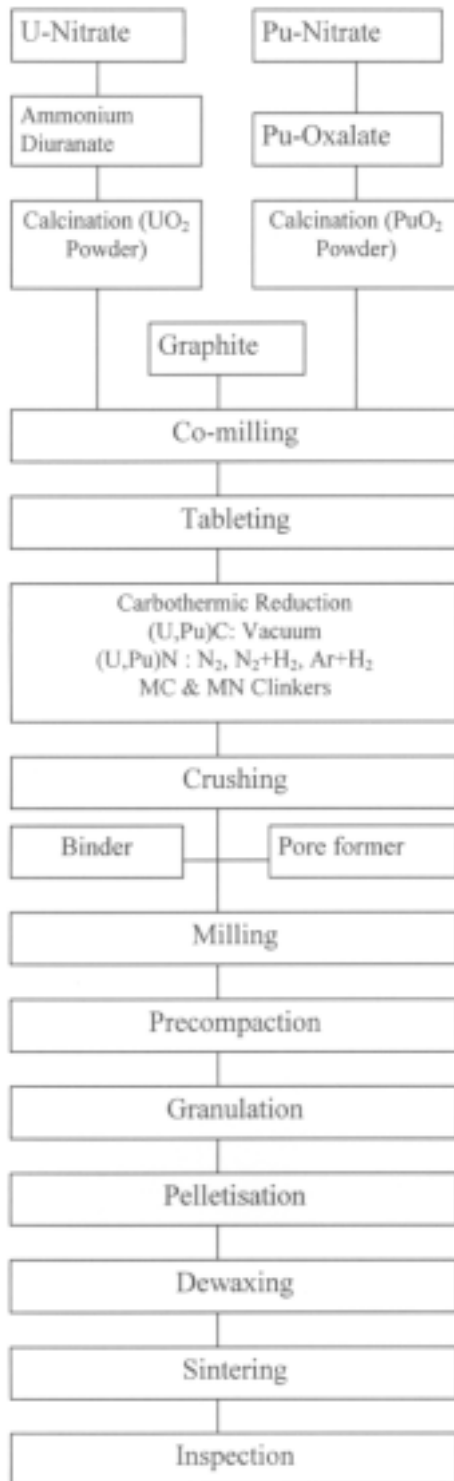 U-Nitrate
Pu-Nitrate
Ammonium
Diuranate
Pu-Oxalate
Calcination (UO₂
Powder)
Calcination (PuO₂
Powder)
Graphite
Co-milling
Tableting
Carbothermic Reduction
(U,Pu)C: Vacuum
(U,Pu)N : N₂, N₂+H₂, Ar+H₂
MC & MN Clinkers
Crushing
Binder
Pore former
Milling
Precompaction
Granulation
Pelletisation
Dewaxing
Sintering
Inspection